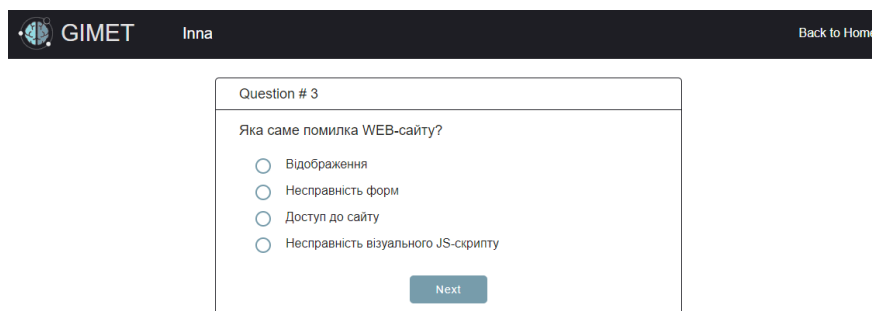 GIMET Inna Back to Home
Question # 3
Яка саме помилка WEB-сайту?
Відображення
Несправність форм
Доступ до сайту
Несправність візуального JS-скрипту
Next